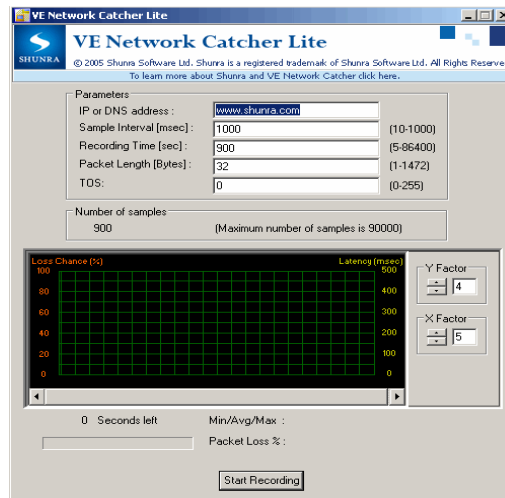 VE Network Catcher Lite
VE Network Catcher Lite
SHUNRA
© 2005 Shunra Software Ltd. Shunra is a registered trademark of Shunra Software Ltd. All Rights Reserve
To learn more about Shunra and VE Network Catcher click here.
Parameters
IP or DNS address : www.shunra.com
Sample Interval [msec] : 1000 (10-1000)
Recording Time [sec] : 900 (5-86400)
Packet Length [Bytes] : 32 (1-1472)
TOS: 0 (0-255)
Number of samples
900 (Maximum number of samples is 90000)
Loss Chance (%) Latency (msec)
100 500
80 400
60 300
40 200
20 100
0 0
Y Factor
4
X Factor
5
0 Seconds left Min/Avg/Max :
Packet Loss % :
Start Recording